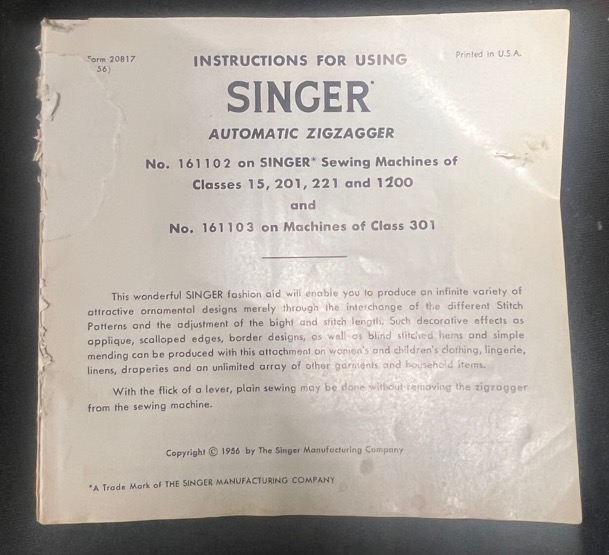 Form 20817
56)
Printed in U.S.A.
INSTRUCTIONS FOR USING
SINGER*
AUTOMATIC ZIGZAGGER
No. 161102 on SINGER* Sewing Machines of
Classes 15, 201, 221 and 1200
and
No. 161103 on Machines of Class 301
This wonderful SINGER fashion aid will enable you to produce an infinite variety of
attractive ornamental designs merely through the interchange of the different Stitch
Patterns and the adjustment of the bight and stitch length. Such decorative effects as
applique, scalloped edges, border designs, as well as blind stitched hems and simple
mending can be produced with this attachment on women's and children's clothing, lingerie,
linens, draperies and an unlimited array of other garments and household items.
With the flick of a lever, plain sewing may be done without removing the zigzagger
from the sewing machine.
Copyright © 1956 by The Singer Manufacturing Company
*A Trade Mark of THE SINGER MANUFACTURING COMPANY